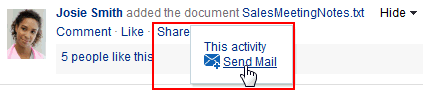 Josie Smith added the document SalesMeetingNotes.txt Hide
Comment · Like · Share
This activity
5 people like this
Send Mail